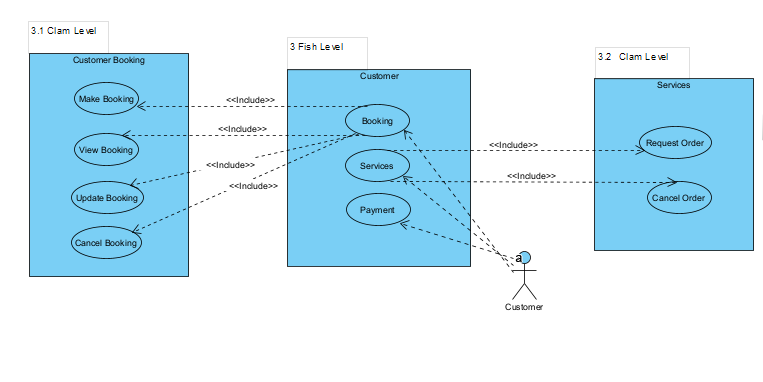 3.1 Clam Level
3 Fish Level
3.2 Clam Level
Customer Booking
Customer
Services
Make Booking
<<Include>>
Booking
View Booking
<<Include>>
<<Include>>
Request Order
Services
<<Include>>
<<Include>>
<<Include>>
Update Booking
Cancel Order
Payment
Cancel Booking
a
Customer